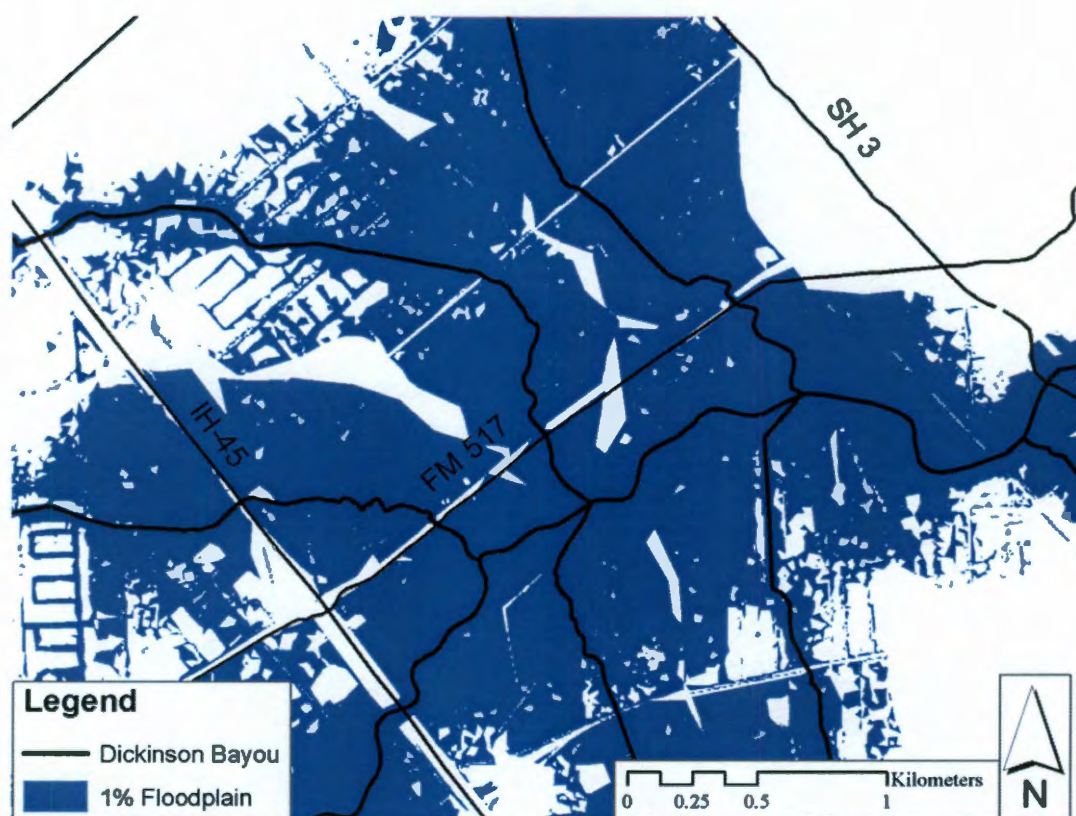 SH 3
IH-45
FM 517
Legend
Dickinson Bayou
1% Floodplain
Kilometers
0 0.25 0.5 1
N